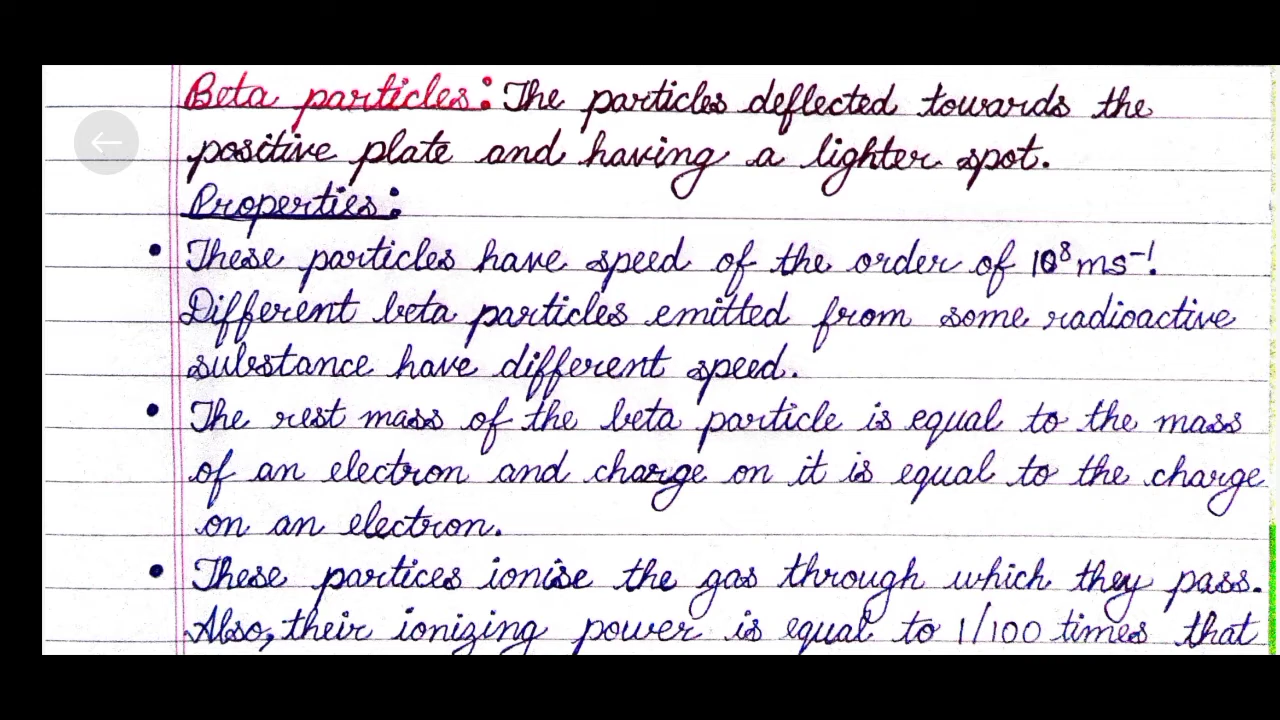 Beta particles: The particles deflected towards the
positive plate and having a lighter spot.
Properties:
• These particles have speed of the order of 10⁸ ms⁻¹.
Different beta particles emitted from some radioactive
substance have different speed.
• The rest mass of the beta particle is equal to the mass
of an electron and charge on it is equal to the charge
on an electron.
• These partices ionise the gas through which they pass.
Also, their ionizing power is equal to 1/100 times that